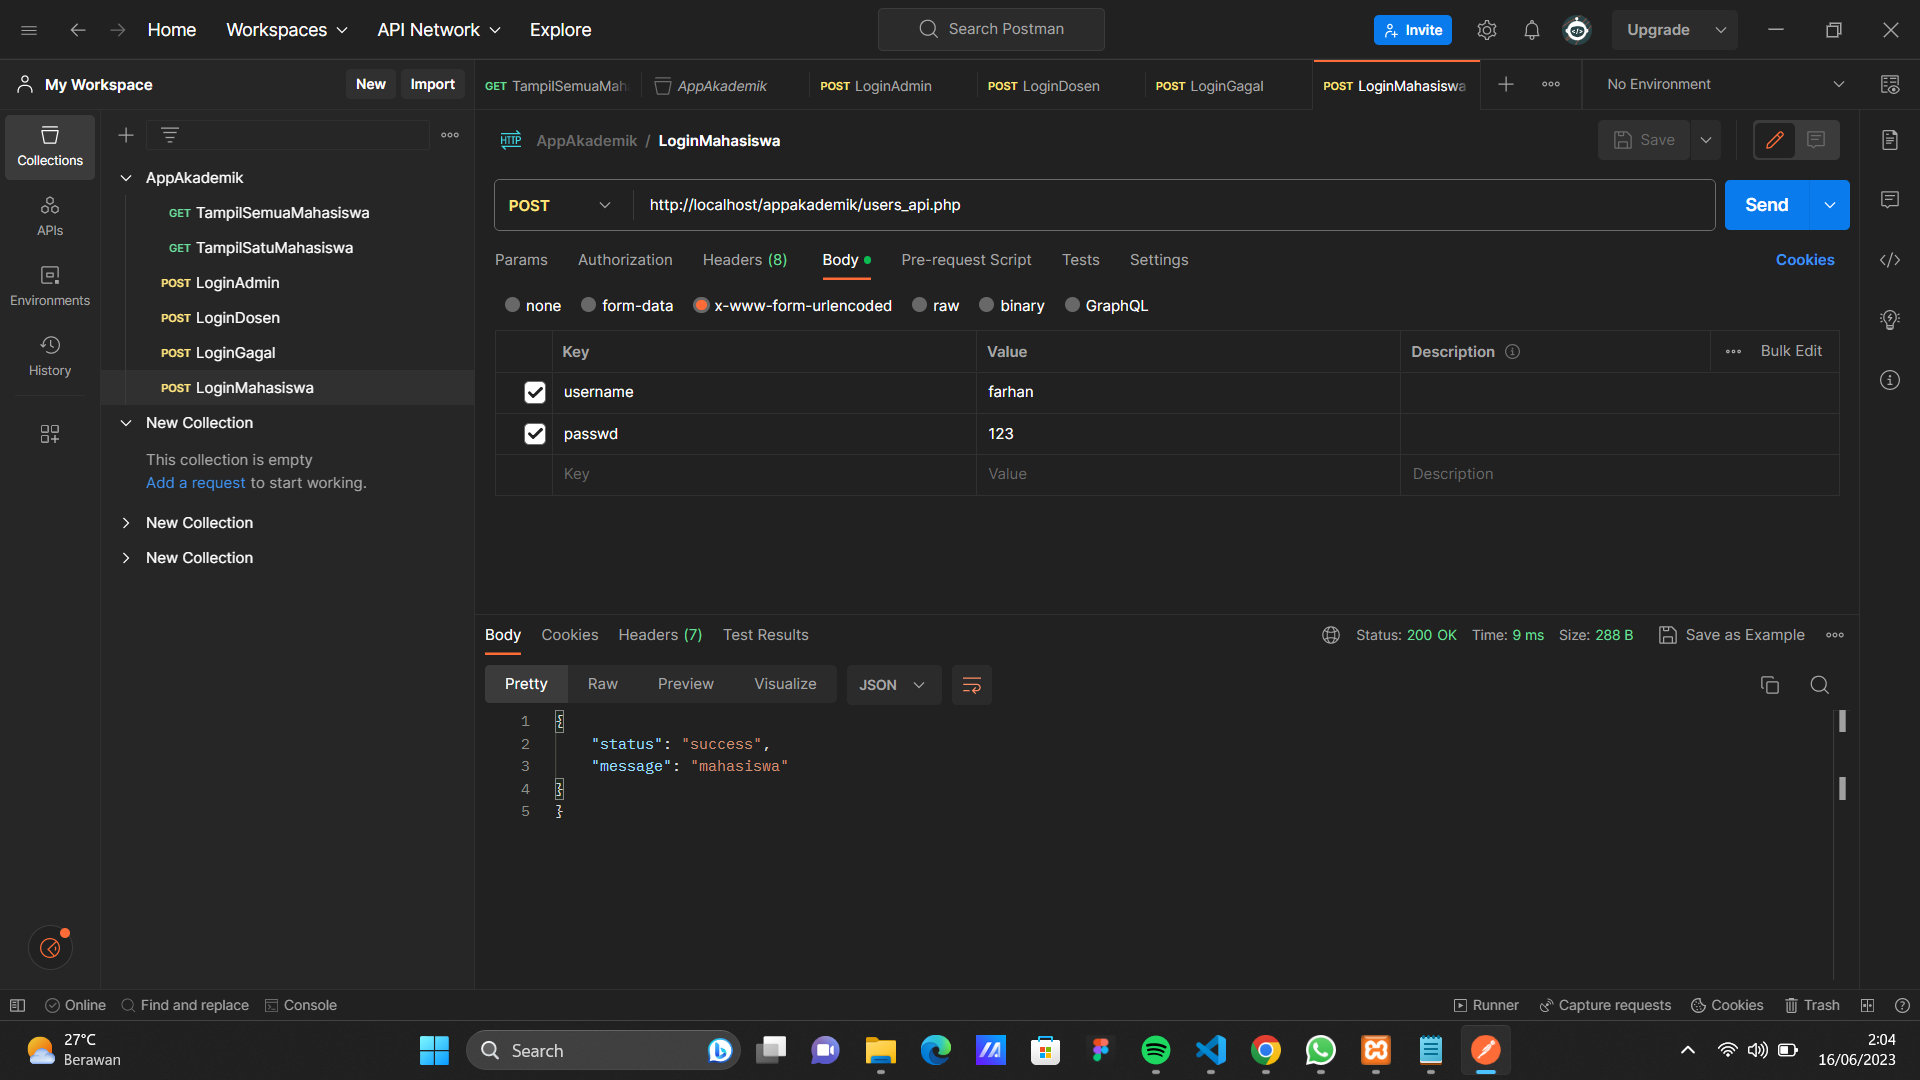 Home
Workspaces
API Network
Explore
Search Postman
Invite
Upgrade
My Workspace
New
Import
GET TampilSemuaMah
AppAkademik
POST LoginAdmin
POST LoginDosen
POST LoginGagal
POST LoginMahasiswa
No Environment
Collections
APIs
Environments
History
AppAkademik
GET TampilSemuaMahasiswa
GET TampilSatuMahasiswa
POST LoginAdmin
POST LoginDosen
POST LoginGagal
POST LoginMahasiswa
New Collection
This collection is empty
Add a request to start working.
New Collection
New Collection
HTTP AppAkademik / LoginMahasiswa
Save
POST
http://localhost/appakademik/users_api.php
Send
Params
Authorization
Headers (8)
Body
Pre-request Script
Tests
Settings
Cookies
none
form-data
x-www-form-urlencoded
raw
binary
GraphQL
Key
Value
Description
Bulk Edit
username
farhan
passwd
123
Key
Value
Description
Body
Cookies
Headers (7)
Test Results
Status: 200 OK
Time: 9 ms
Size: 288 B
Save as Example
Pretty
Raw
Preview
Visualize
JSON
1 {
2 "status": "success",
3 "message": "mahasiswa"
4 }
5 }
Online
Find and replace
Console
Runner
Capture requests
Cookies
Trash
27°C
Berawan
Search
2:04
16/06/2023